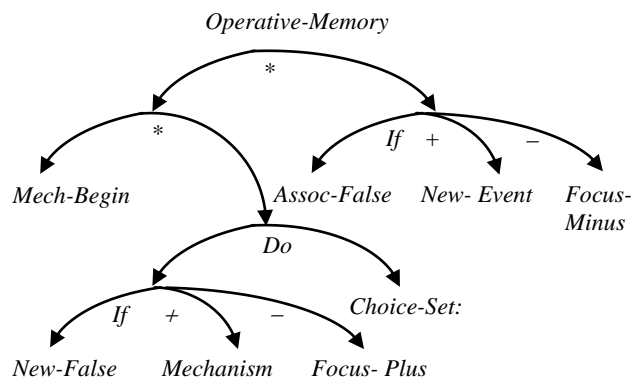 Operative-Memory
*
*
If + −
Mech-Begin
Assoc-False
New- Event
Focus-
Minus
Do
Choice-Set:
If + −
New-False
Mechanism
Focus- Plus